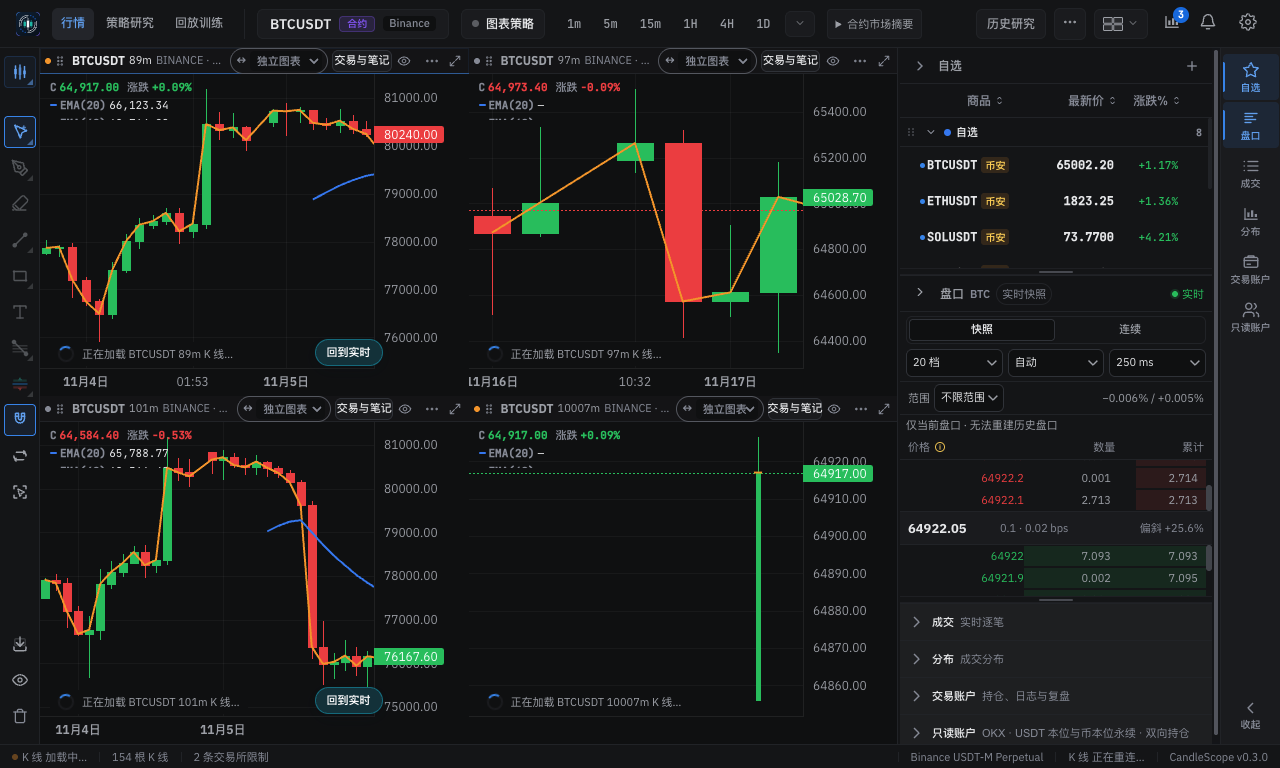 行情 策略研究 回放训练 BTCUSDT 合约 Binance 图表策略 1m 5m 15m 1H 4H 1D 合约市场摘要 历史研究 3
BTCUSDT 89m BINANCE · ... 独立图表 交易与笔记
C 64,917.00 涨跌 +0.09%
EMA(20) 66,123.34
81000.00
80240.00
80000.00
79000.00
78000.00
77000.00
76000.00
正在加载 BTCUSDT 89m K 线...
回到实时
11月4日 01:53 11月5日
BTCUSDT 97m BINANCE · ... 独立图表 交易与笔记
C 64,973.40 涨跌 -0.09%
EMA(20) —
65400.00
65200.00
65028.70
64800.00
64600.00
64400.00
正在加载 BTCUSDT 97m K 线...
11月16日 10:32 11月17日
BTCUSDT 101m BINANCE · ... 独立图表 交易与笔记
C 64,584.40 涨跌 -0.53%
EMA(20) 65,788.77
81000.00
80000.00
79000.00
78000.00
77000.00
76167.60
76000.00
75000.00
正在加载 BTCUSDT 101m K 线...
回到实时
11月4日 11月5日
BTCUSDT 10007m BINANCE · ... 独立图表 交易与笔记
C 64,917.00 涨跌 +0.09%
EMA(20) —
64920.00
64917.00
64910.00
64900.00
64890.00
64880.00
64870.00
64860.00
正在加载 BTCUSDT 10007m K 线...
自选
商品 最新价 涨跌%
自选 8
BTCUSDT 币安 65002.20 +1.17%
ETHUSDT 币安 1823.25 +1.36%
SOLUSDT 币安 73.7700 +4.21%
盘口 BTC 实时快照 实时
快照 连续
20 档 自动 250 ms
范围 不限范围 −0.006% / +0.005%
仅当前盘口 · 无法重建历史盘口
价格 数量 累计
64922.2 0.001 2.714
64922.1 2.713 2.713
64922.05 0.1 · 0.02 bps 偏斜 +25.6%
64922 7.093 7.093
64921.9 0.002 7.095
成交 实时逐笔
分布 成交分布
交易账户 持仓、日志与复盘
只读账户 OKX · USDT 本位与币本位永续 · 双向持仓
自选
盘口
成交
分布
交易账户
只读账户
收起
K 线 加载中... 154 根 K 线 2 条交易所限制 Binance USDT-M Perpetual K 线 正在重连... CandleScope v0.3.0